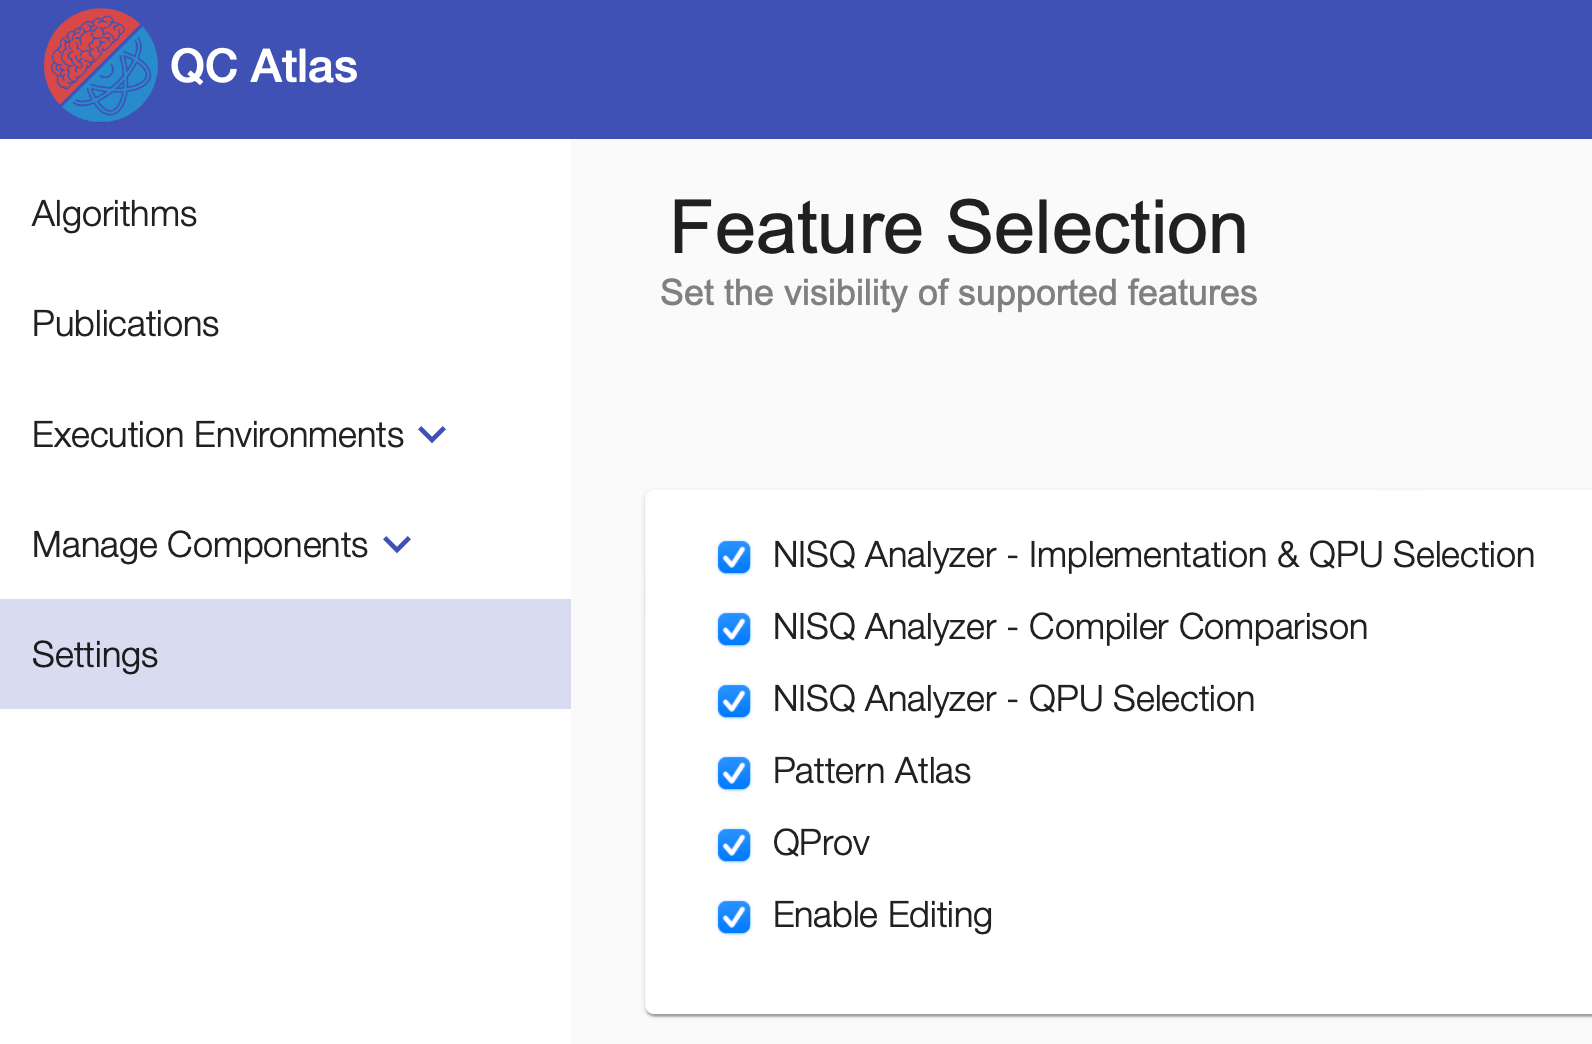 QC Atlas
Algorithms
Publications
Execution Environments
Manage Components
Settings
Feature Selection
Set the visibility of supported features
NISQ Analyzer - Implementation & QPU Selection
NISQ Analyzer - Compiler Comparison
NISQ Analyzer - QPU Selection
Pattern Atlas
QProv
Enable Editing